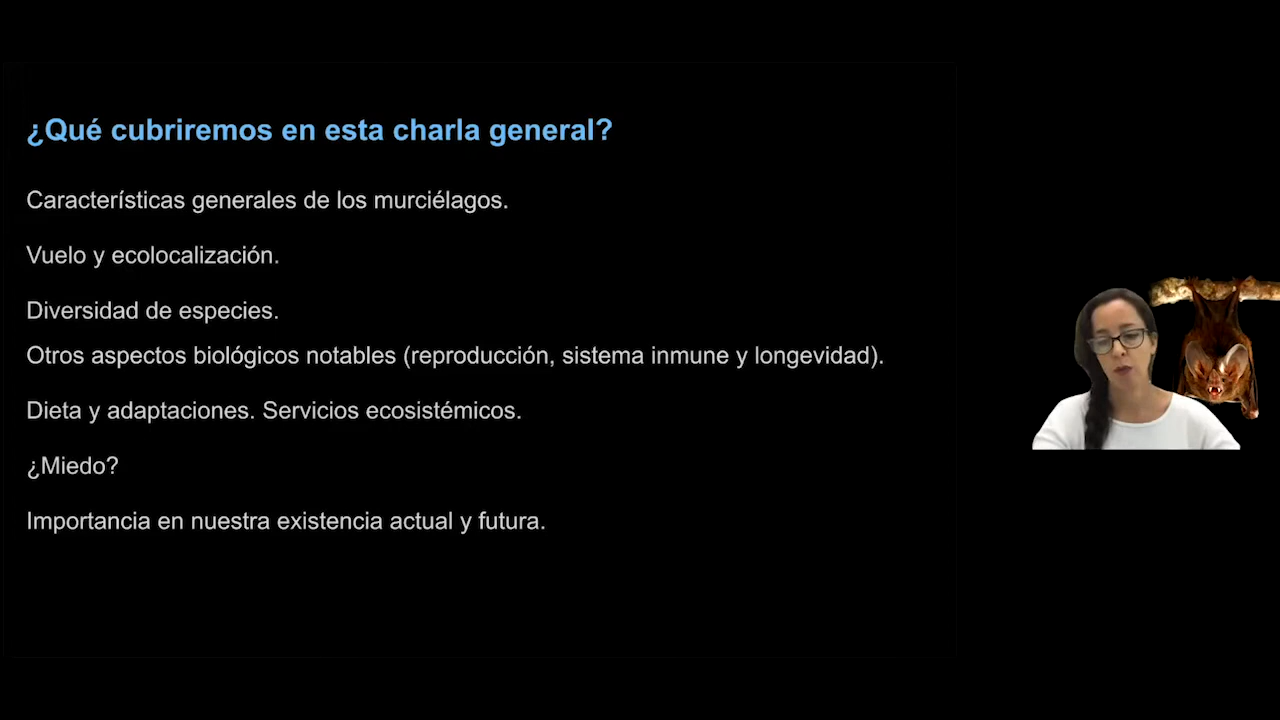 ¿Qué cubriremos en esta charla general?
Características generales de los murciélagos.
Vuelo y ecolocalización.
Diversidad de especies.
Otros aspectos biológicos notables (reproducción, sistema inmune y longevidad).
Dieta y adaptaciones. Servicios ecosistémicos.
¿Miedo?
Importancia en nuestra existencia actual y futura.